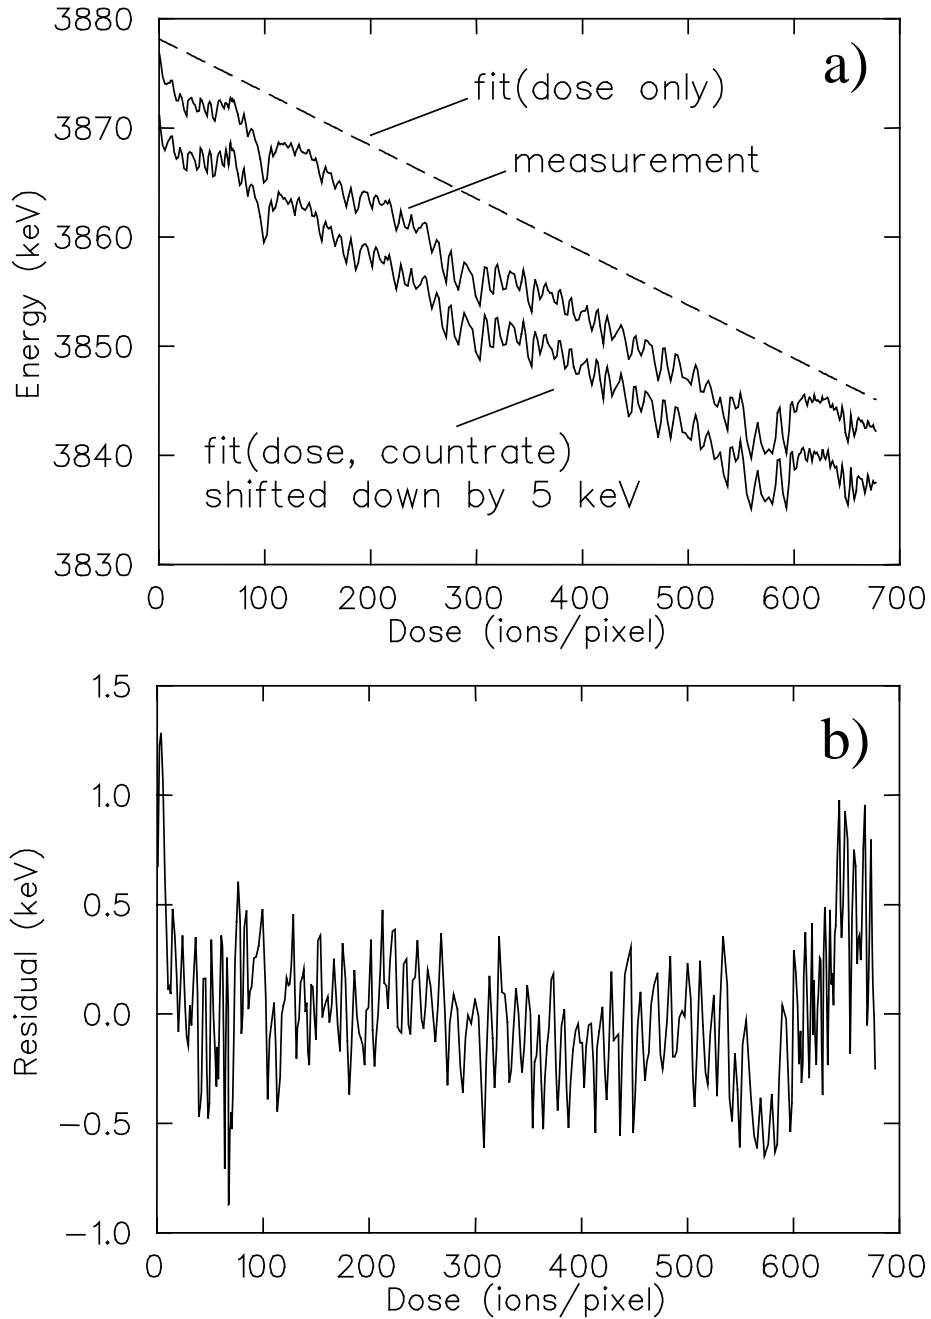 3880
a)
fit(dose only)
3870
measurement
3860
Energy (keV)
3850
fit(dose, countrate)
3840
shifted down by 5 keV
3830
0 100 200 300 400 500 600 700
Dose (ions/pixel)
1.5
b)
1.0
Residual (keV)
0.5
0.0
−0.5
−1.0
0 100 200 300 400 500 600 700
Dose (ions/pixel)